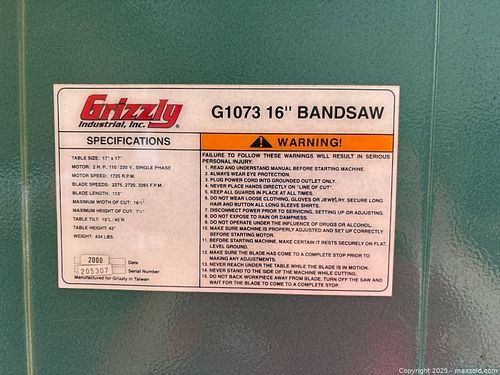 Grizzly
Industrial, Inc.®
G1073 16" BANDSAW
SPECIFICATIONS
TABLE SIZE: 17" x 17"
MOTOR: 2 H.P., 110/220 V., SINGLE PHASE
MOTOR SPEED: 1725 R.P.M.
BLADE SPEEDS: 2275, 2720, 3265 F.P.M.
BLADE LENGTH: 113"
MAXIMUM WIDTH OF CUT: 16¼"
MAXIMUM HEIGHT OF CUT: 7⅞"
TABLE TILT: 10°L, 45°R
TABLE HEIGHT: 42"
WEIGHT: 434 LBS.
2000 Date
205307 Serial Number
Manufactured for Grizzly in Taiwan
WARNING!
FAILURE TO FOLLOW THESE WARNINGS WILL RESULT IN SERIOUS
PERSONAL INJURY:
1. READ AND UNDERSTAND MANUAL BEFORE STARTING MACHINE.
2. ALWAYS WEAR EYE PROTECTION.
3. PLUG POWER CORD INTO GROUNDED OUTLET ONLY.
4. NEVER PLACE HANDS DIRECTLY ON "LINE OF CUT".
5. KEEP ALL GUARDS IN PLACE AT ALL TIMES.
6. DO NOT WEAR LOOSE CLOTHING, GLOVES OR JEWELRY. SECURE LONG
HAIR AND BUTTON ALL LONG SLEEVE SHIRTS.
7. DISCONNECT POWER PRIOR TO SERVICING, SETTING UP OR ADJUSTING.
8. DO NOT EXPOSE TO RAIN OR DAMPNESS.
9. DO NOT OPERATE UNDER THE INFLUENCE OF DRUGS OR ALCOHOL.
10. MAKE SURE MACHINE IS PROPERLY ADJUSTED AND SET UP CORRECTLY
BEFORE STARTING MOTOR.
11. BEFORE STARTING MACHINE, MAKE CERTAIN IT RESTS SECURELY ON FLAT,
LEVEL GROUND.
12. MAKE SURE THE BLADE HAS COME TO A COMPLETE STOP PRIOR TO
MAKING ANY ADJUSTMENTS.
13. NEVER REACH UNDER THE TABLE WHILE THE BLADE IS IN MOTION.
14. NEVER STAND TO THE SIDE OF THE MACHINE WHILE CUTTING.
15. DO NOT BACK WORKPIECE AWAY FROM BLADE. TURN OFF THE SAW AND
WAIT FOR THE BLADE TO COME TO A COMPLETE STOP.
Copyright 2025 - maxsold.com